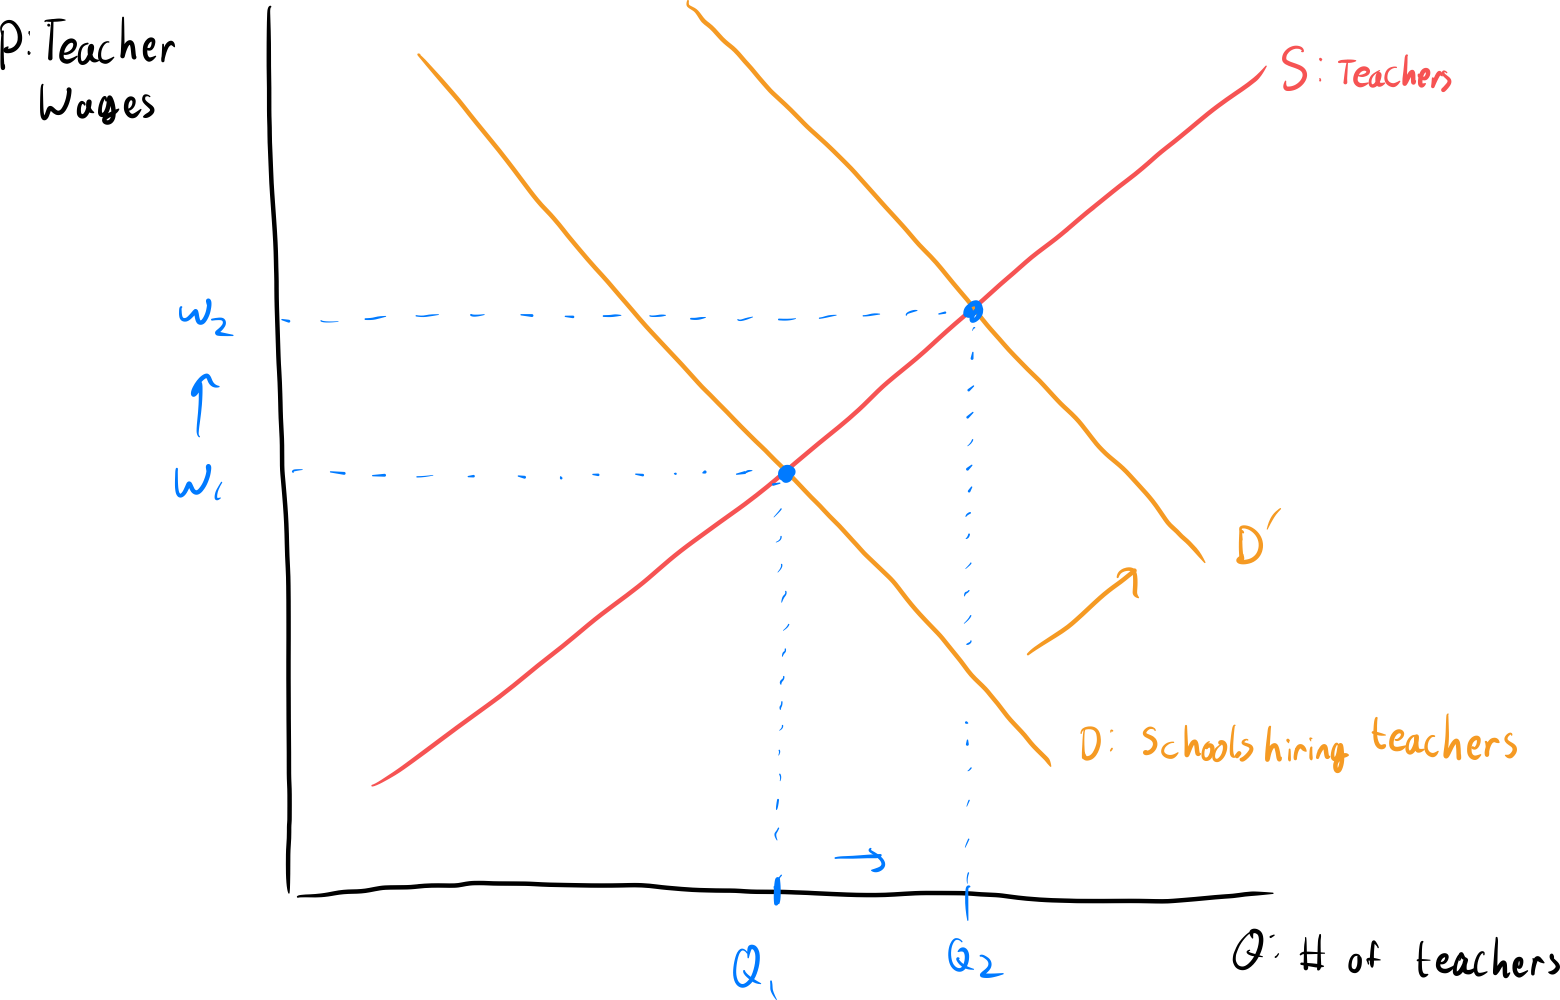 P: Teacher
Wages
S: Teachers
W2
W1
D'
D: Schools hiring teachers
Q1
Q2
Q: # of teachers